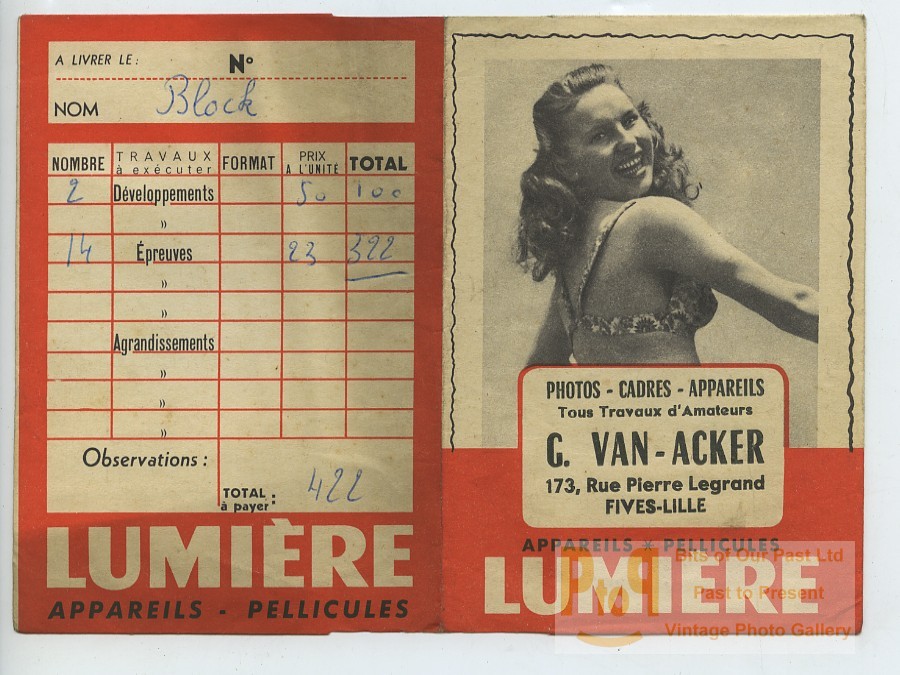 A LIVRER LE :
N°
NOM Block
NOMBRE TRAVAUX à exécuter FORMAT PRIX A L'UNITÉ TOTAL
2 Développements 50 100
»
14 Épreuves 23 322
»
Agrandissements
»
»
»
Observations :
TOTAL à payer : 422
LUMIÈRE
APPAREILS - PELLICULES
PHOTOS - CADRES - APPAREILS
Tous Travaux d'Amateurs
G. VAN-ACKER
173, Rue Pierre Legrand
FIVES-LILLE
APPAREILS * PELLICULES
LUMIÈRE
PtoP
Bits of Our Past Ltd
Past to Present
Vintage Photo Gallery